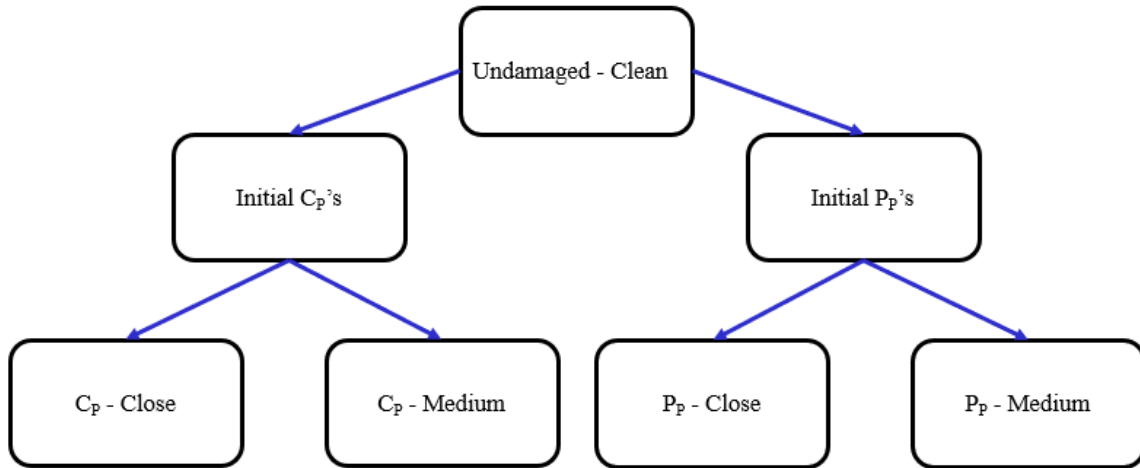 Undamaged - Clean
Initial Cₚ’s
Initial Pₚ’s
Cₚ - Close
Cₚ - Medium
Pₚ - Close
Pₚ - Medium